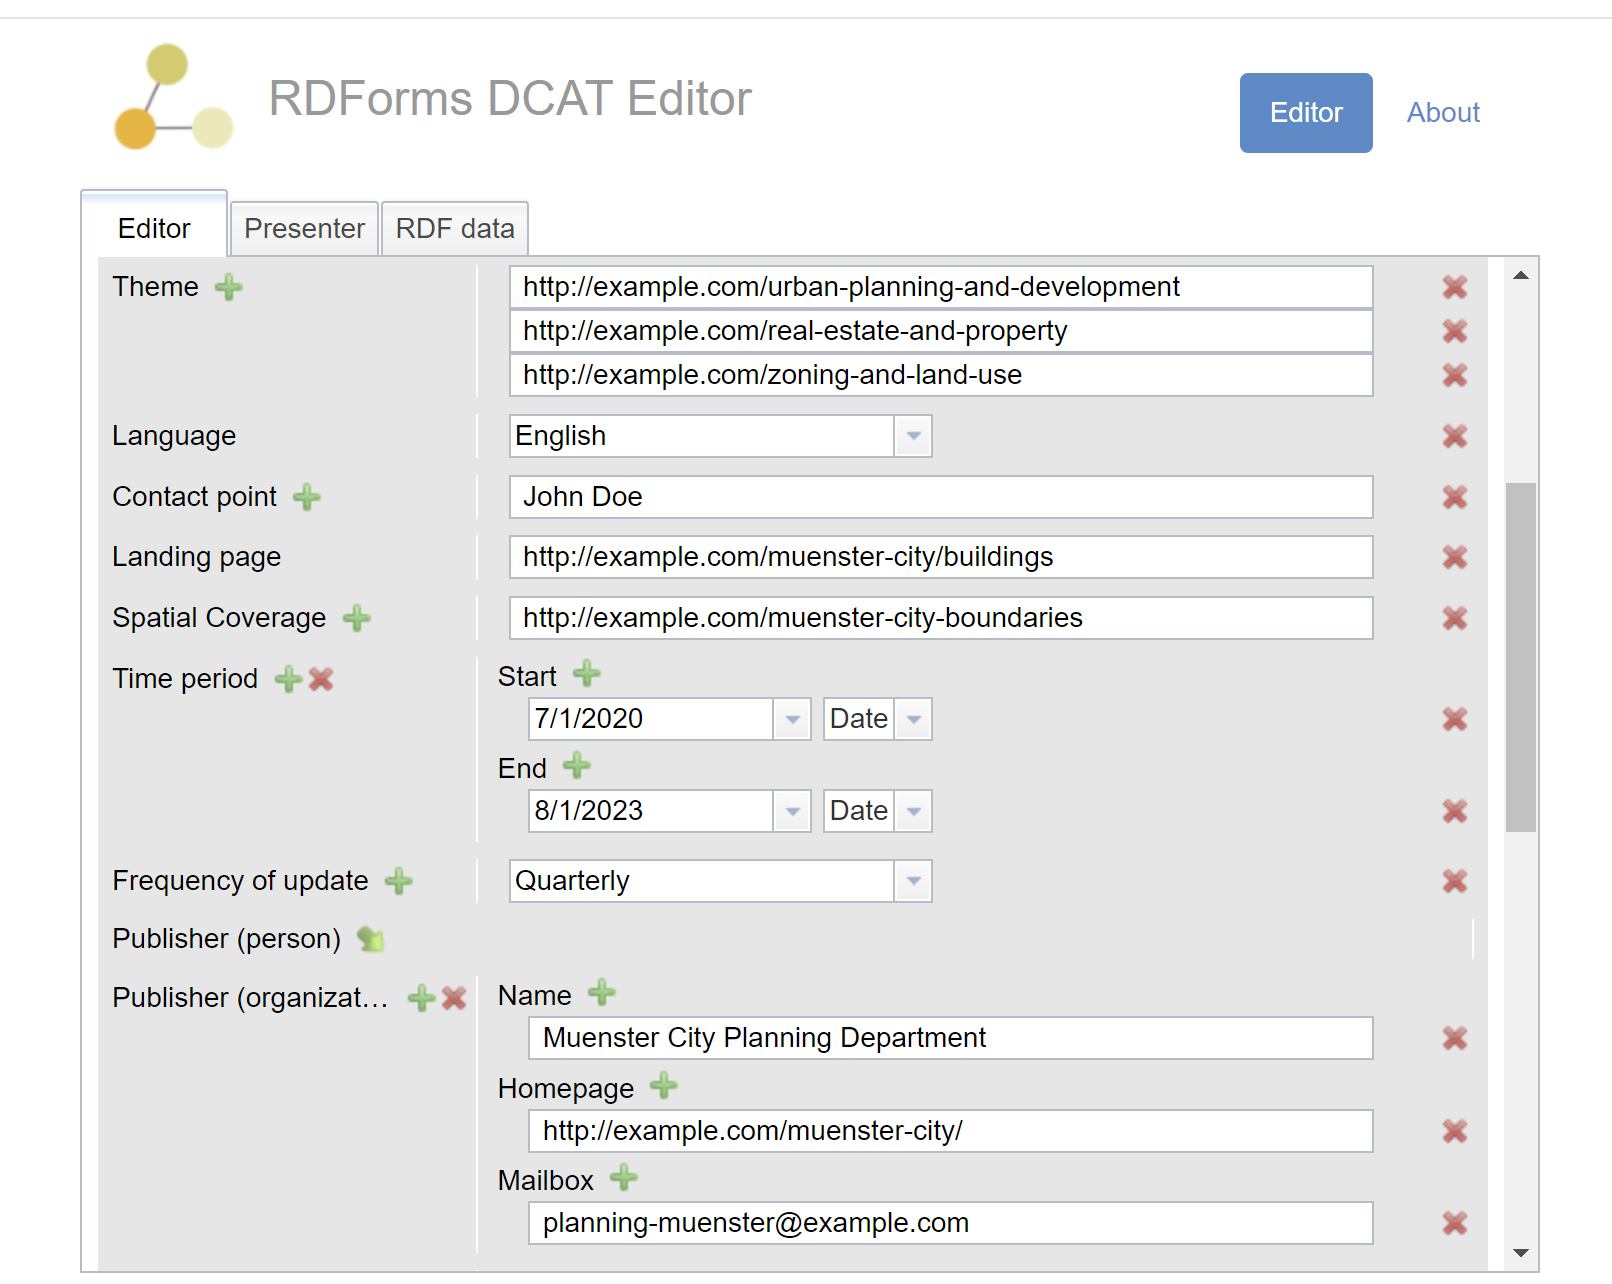 RDForms DCAT Editor
Editor About
Editor Presenter RDF data
Theme http://example.com/urban-planning-and-development
http://example.com/real-estate-and-property
http://example.com/zoning-and-land-use
Language English
Contact point John Doe
Landing page http://example.com/muenster-city/buildings
Spatial Coverage http://example.com/muenster-city-boundaries
Time period Start
7/1/2020 Date
End
8/1/2023 Date
Frequency of update Quarterly
Publisher (person)
Publisher (organizat... Name
Muenster City Planning Department
Homepage
http://example.com/muenster-city/
Mailbox
planning-muenster@example.com